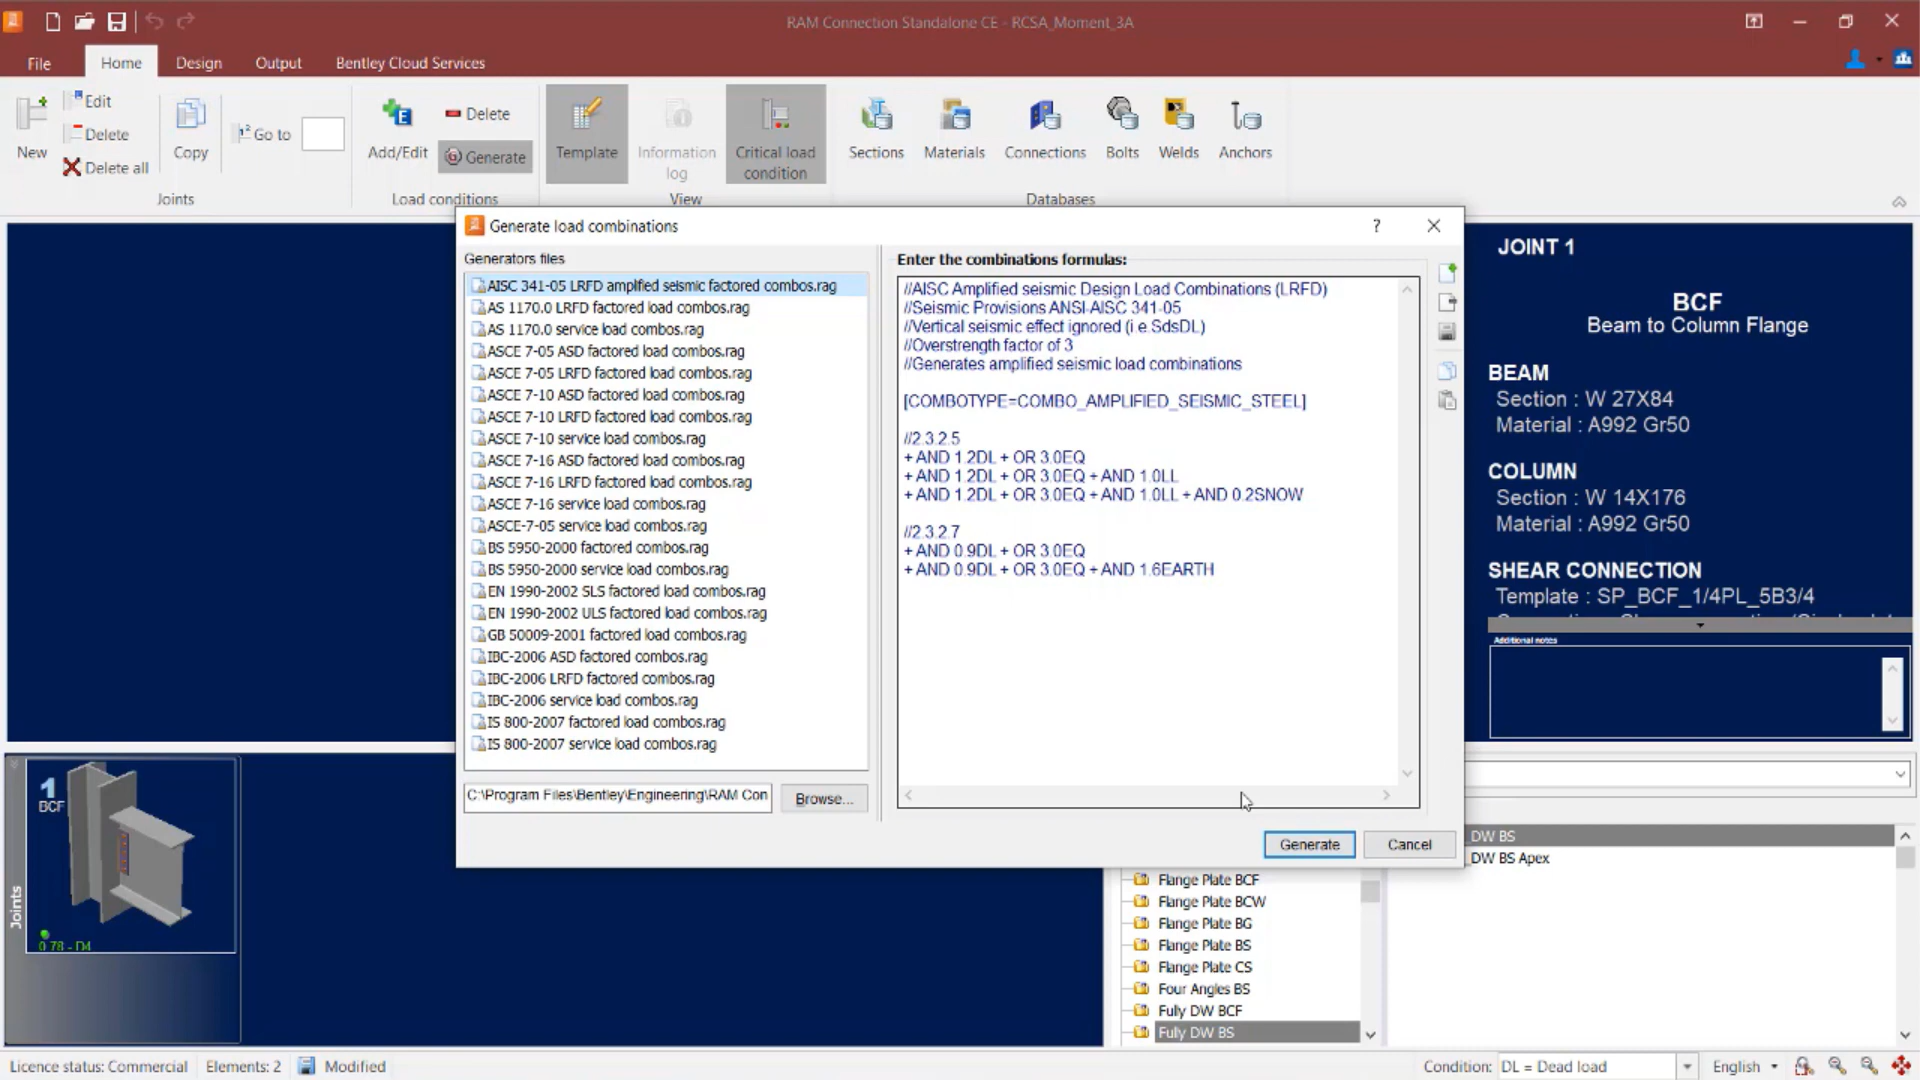 RAM Connection Standalone CE - RCSA_Moment_3A
File
Home
Design
Output
Bentley Cloud Services
New
Edit
Delete
Delete all
Copy
Go to
Joints
Add/Edit
Delete
Generate
Load conditions
Template
Information log
Critical load condition
View
Sections
Materials
Connections
Bolts
Welds
Anchors
Databases
Generate load combinations
?
Generators files
AISC 341-05 LRFD amplified seismic factored combos.rag
AS 1170.0 LRFD factored load combos.rag
AS 1170.0 service load combos.rag
ASCE 7-05 ASD factored load combos.rag
ASCE 7-05 LRFD factored load combos.rag
ASCE 7-10 ASD factored load combos.rag
ASCE 7-10 LRFD factored load combos.rag
ASCE 7-10 service load combos.rag
ASCE 7-16 ASD factored load combos.rag
ASCE 7-16 LRFD factored load combos.rag
ASCE 7-16 service load combos.rag
ASCE-7-05 service load combos.rag
BS 5950-2000 factored combos.rag
BS 5950-2000 service load combos.rag
EN 1990-2002 SLS factored load combos.rag
EN 1990-2002 ULS factored load combos.rag
GB 50009-2001 factored load combos.rag
IBC-2006 ASD factored combos.rag
IBC-2006 LRFD factored combos.rag
IBC-2006 service load combos.rag
IS 800-2007 factored load combos.rag
IS 800-2007 service load combos.rag
C:\Program Files\Bentley\Engineering\RAM Con
Browse...
Enter the combinations formulas:
//AISC Amplified seismic Design Load Combinations (LRFD)
//Seismic Provisions ANSI-AISC 341-05
//Vertical seismic effect ignored (i.e.SdsDL)
//Overstrength factor of 3
//Generates amplified seismic load combinations
[COMBOTYPE=COMBO_AMPLIFIED_SEISMIC_STEEL]
//2.3.2.5
+ AND 1.2DL + OR 3.0EQ
+ AND 1.2DL + OR 3.0EQ + AND 1.0LL
+ AND 1.2DL + OR 3.0EQ + AND 1.0LL + AND 0.2SNOW
//2.3.2.7
+ AND 0.9DL + OR 3.0EQ
+ AND 0.9DL + OR 3.0EQ + AND 1.6EARTH
Generate
Cancel
JOINT 1
BCF
Beam to Column Flange
BEAM
Section : W 27X84
Material : A992 Gr50
COLUMN
Section : W 14X176
Material : A992 Gr50
SHEAR CONNECTION
Template : SP_BCF_1/4PL_5B3/4
Additional notes
1
BCF
Joints
0.78 - D4
Flange Plate BCF
Flange Plate BCW
Flange Plate BG
Flange Plate BS
Flange Plate CS
Four Angles BS
Fully DW BCF
Fully DW BS
_DW BS
_DW BS Apex
Licence status: Commercial
Elements: 2
Modified
Condition:
DL = Dead load
English